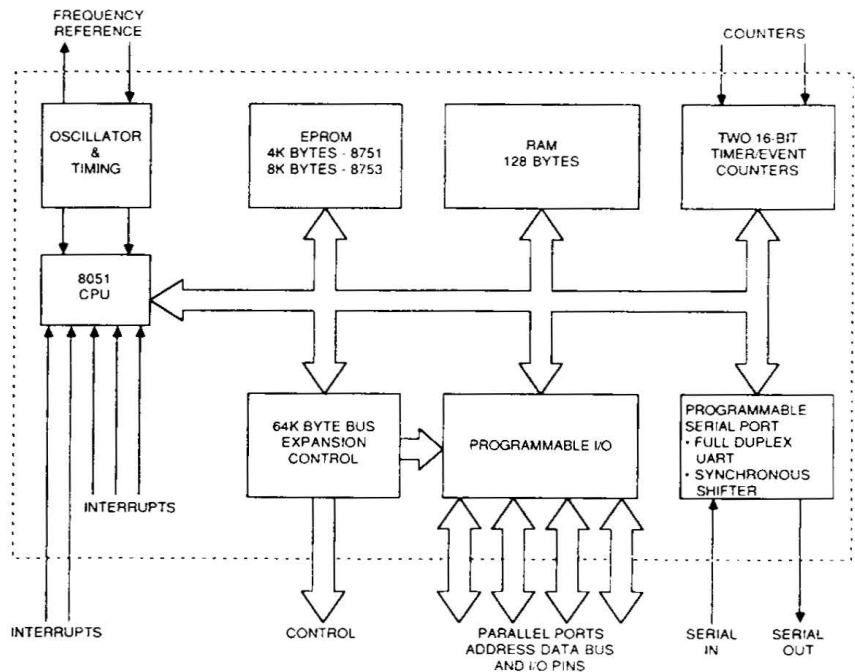 FREQUENCY
REFERENCE
COUNTERS
OSCILLATOR
&
TIMING
EPROM
4K BYTES - 8751
8K BYTES - 8753
RAM
128 BYTES
TWO 16-BIT
TIMER/EVENT
COUNTERS
8051
CPU
64K BYTE BUS
EXPANSION
CONTROL
PROGRAMMABLE I/O
PROGRAMMABLE
SERIAL PORT
• FULL DUPLEX
UART
• SYNCHRONOUS
SHIFTER
INTERRUPTS
INTERRUPTS
CONTROL
PARALLEL PORTS
ADDRESS DATA BUS
AND I/O PINS
SERIAL
IN
SERIAL
OUT